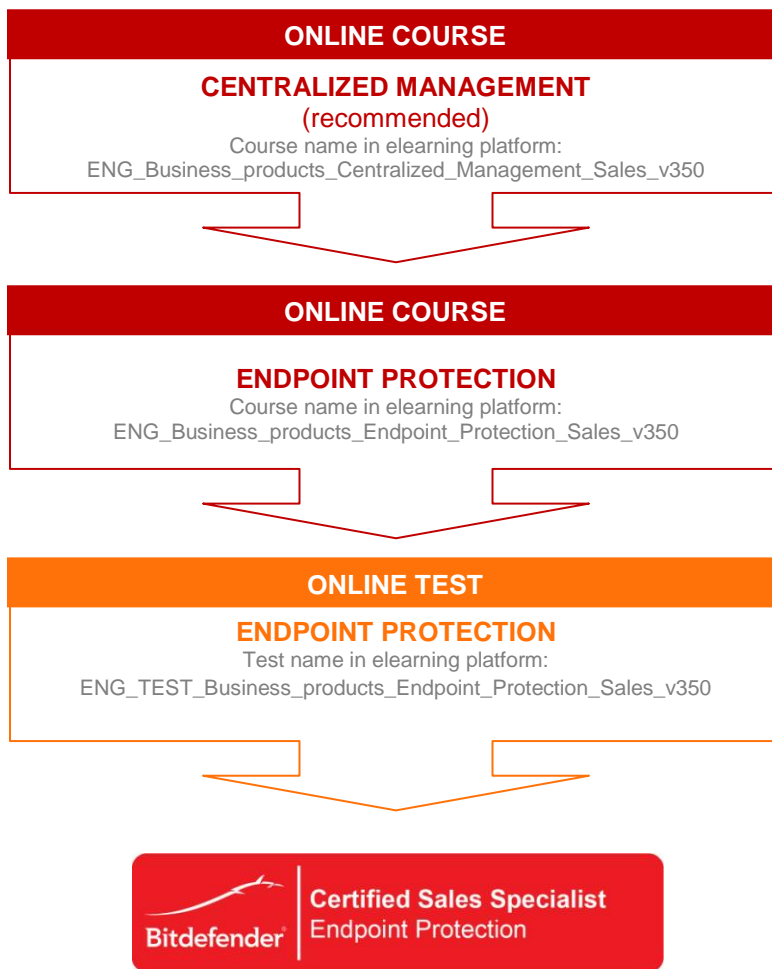 ONLINE COURSE
CENTRALIZED MANAGEMENT
(recommended)
Course name in elearning platform:
ENG_Business_products_Centralized_Management_Sales_v350
ONLINE COURSE
ENDPOINT PROTECTION
Course name in elearning platform:
ENG_Business_products_Endpoint_Protection_Sales_v350
ONLINE TEST
ENDPOINT PROTECTION
Test name in elearning platform:
ENG_TEST_Business_products_Endpoint_Protection_Sales_v350
Bitdefender®
Certified Sales Specialist
Endpoint Protection